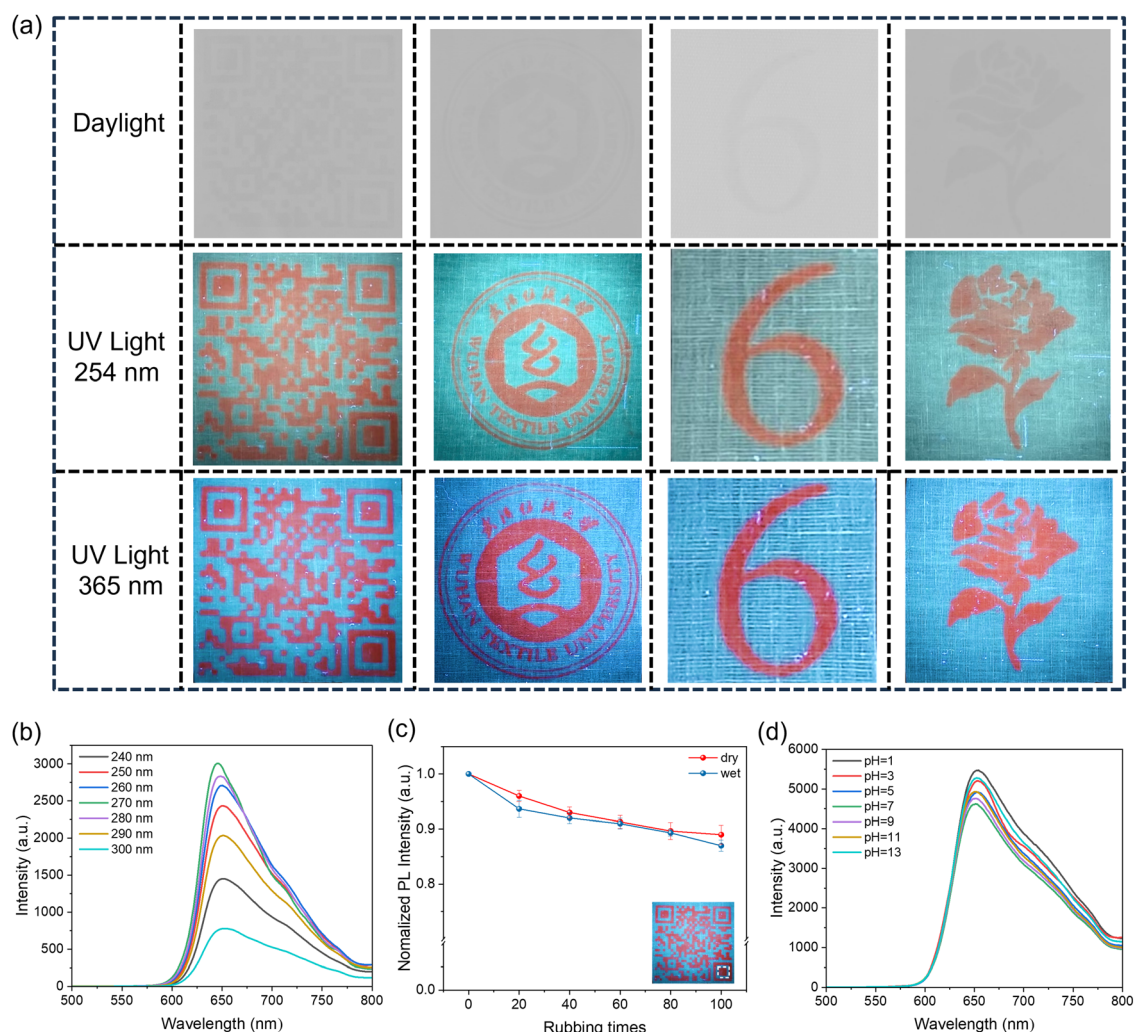 (a)
Daylight
UV Light
254 nm
WUHAN TEXTILE UNIVERSITY
UV Light
365 nm
WUHAN TEXTILE UNIVERSITY
(b)
240 nm
250 nm
260 nm
270 nm
280 nm
290 nm
300 nm
3000
2500
2000
1500
1000
500
0
Intensity (a.u.)
500 550 600 650 700 750 800
Wavelength (nm)
(c)
dry
wet
1.0
0.9
0.8
0.0
Nomalized PL Intensity (a.u.)
0 20 40 60 80 100
Rubbing times
(d)
pH=1
pH=3
pH=5
pH=7
pH=9
pH=11
pH=13
6000
5000
4000
3000
2000
1000
0
Intensity (a.u.)
500 550 600 650 700 750 800
Wavelength (nm)